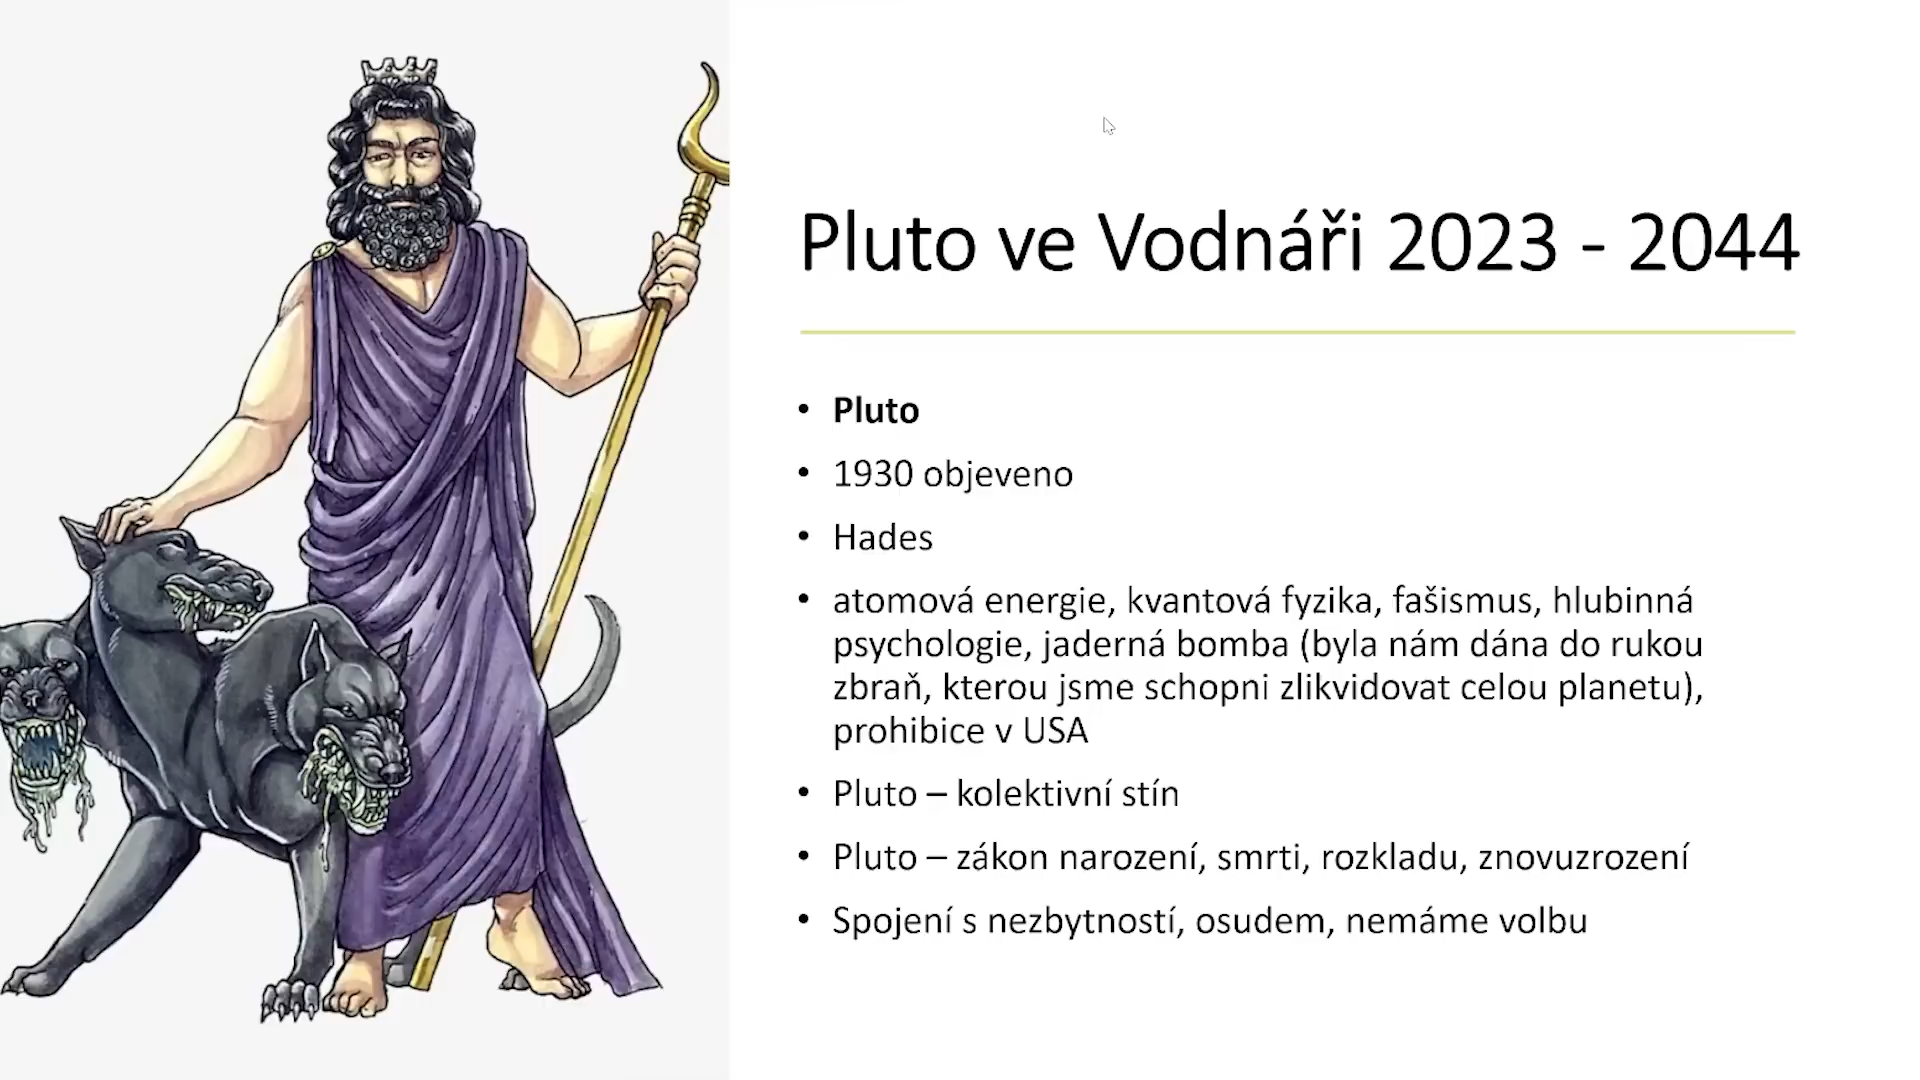 Pluto ve Vodnáři 2023 - 2044
• Pluto
• 1930 objeveno
• Hades
• atomová energie, kvantová fyzika, fašismus, hlubinná
psychologie, jaderná bomba (byla nám dána do rukou
zbraň, kterou jsme schopni zlikvidovat celou planetu),
prohibice v USA
• Pluto – kolektivní stín
• Pluto – zákon narození, smrti, rozkladu, znovuzrození
• Spojení s nezbytností, osudem, nemáme volbu